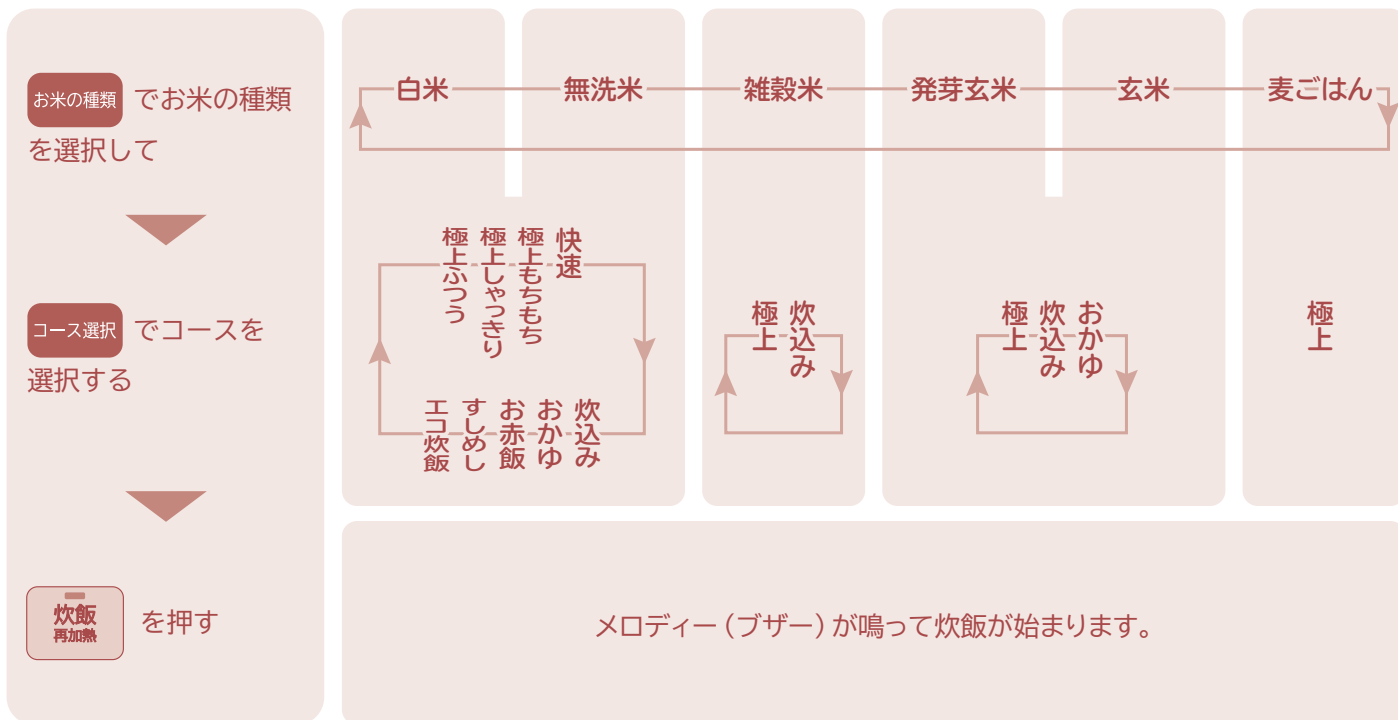 お米の種類 でお米の種類
を選択して
コース選択 でコースを
選択する
炊飯
再加熱
を押す
白米
無洗米
雑穀米
発芽玄米
玄米
麦ごはん
極上ふつう
極上しゃっきり
極上もちもち
快速
エコ炊飯
すしめし
お赤飯
おかゆ
炊込み
極上
炊込み
極上
炊込み
おかゆ
極上
メロディー(ブザー)が鳴って炊飯が始まります。